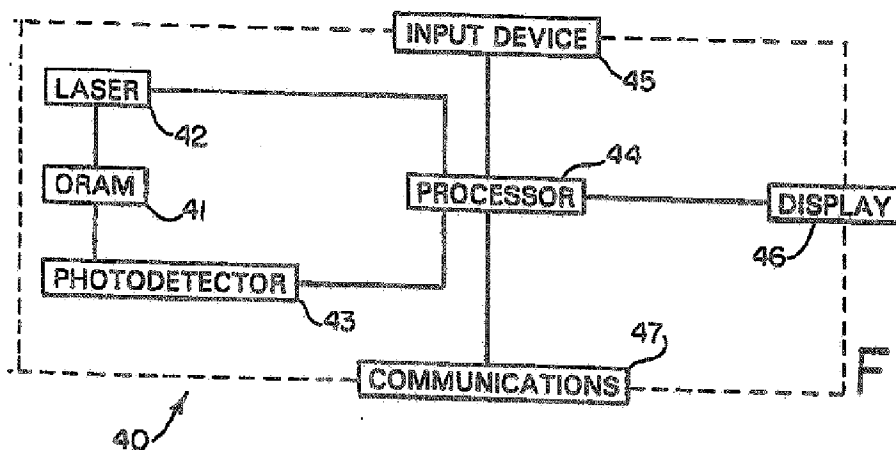 INPUT DEVICE
45
LASER
42
44
ORAM
41
PROCESSOR
DISPLAY
46
PHOTODETECTOR
43
47
COMMUNICATIONS
F
40